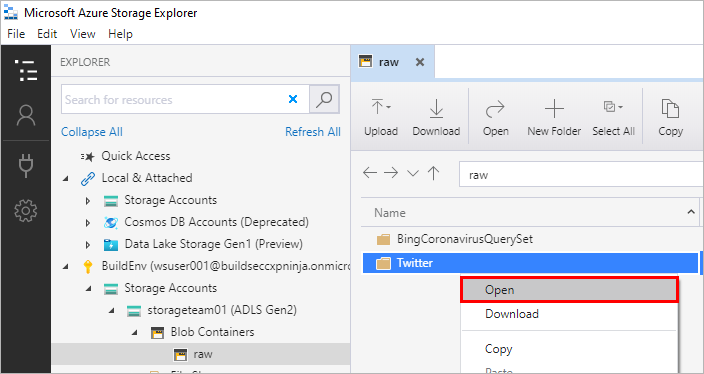 Microsoft Azure Storage Explorer
File Edit View Help
EXPLORER
Search for resources
Collapse All Refresh All
Quick Access
Local & Attached
Storage Accounts
Cosmos DB Accounts (Deprecated)
Data Lake Storage Gen1 (Preview)
BuildEnv (wsuser001@buildseccxpninja.onmicro
Storage Accounts
storageteam01 (ADLS Gen2)
Blob Containers
raw
raw
Upload Download Open New Folder Select All Copy
raw
Name
BingCoronavirusQuerySet
Twitter
Open
Download
Copy
Paste